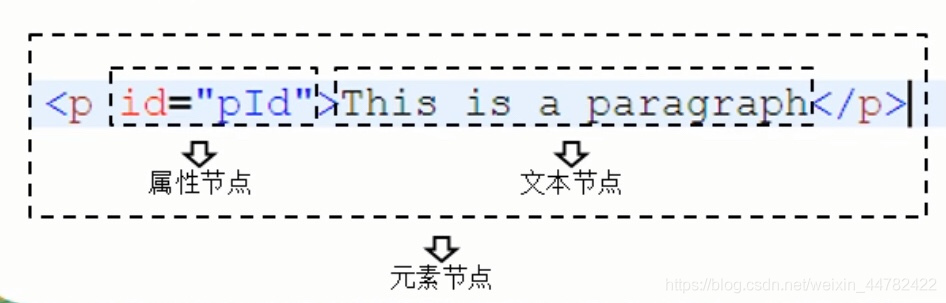 <p id="pId">This is a paragraph</p>
属性节点 文本节点
元素节点
https://blog.csdn.net/weixin_44782422